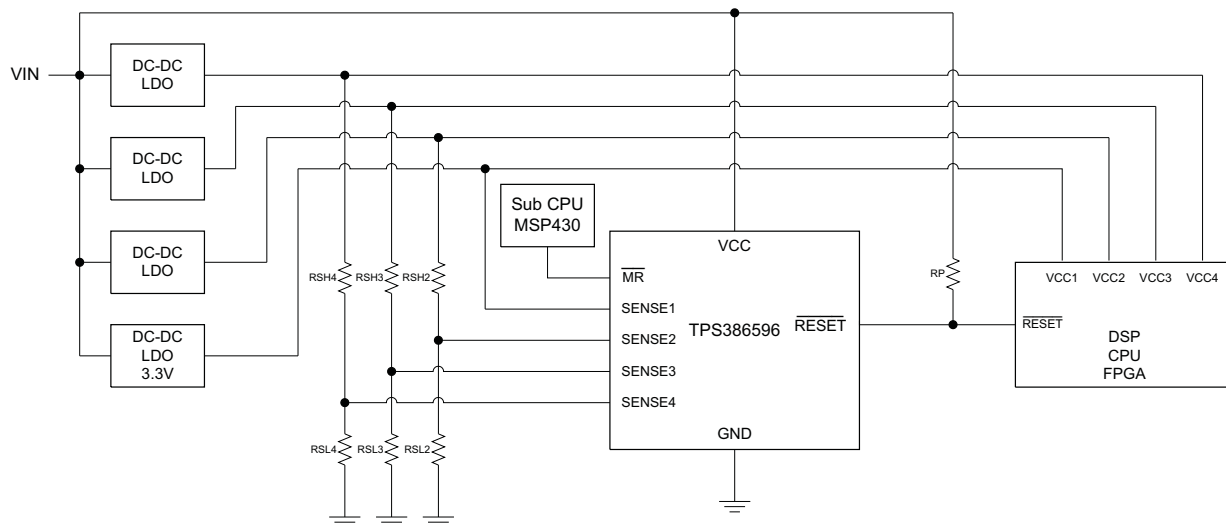 VIN
DC-DC
LDO
DC-DC
LDO
DC-DC
LDO
DC-DC
LDO
3.3V
RSH4
RSH3
RSH2
RSL4
RSL3
RSL2
Sub CPU
MSP430
VCC
MR
SENSE1
SENSE2
SENSE3
SENSE4
TPS386596
RESET
GND
RP
VCC1
VCC2
VCC3
VCC4
RESET
DSP
CPU
FPGA